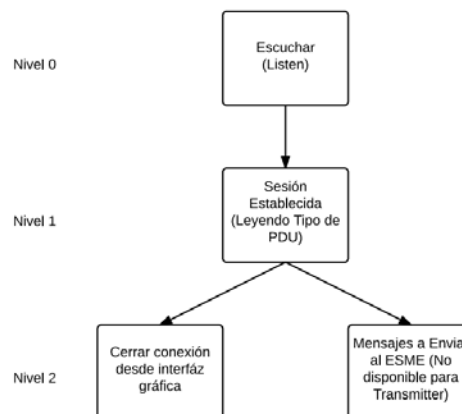 Nivel 0
Escuchar
(Listen)
Nivel 1
Sesión
Establecida
(Leyendo Tipo de
PDU)
Nivel 2
Cerrar conexión
desde interfáz
gráfica
Mensajes a Envia
al ESME (No
disponible para
Transmitter)